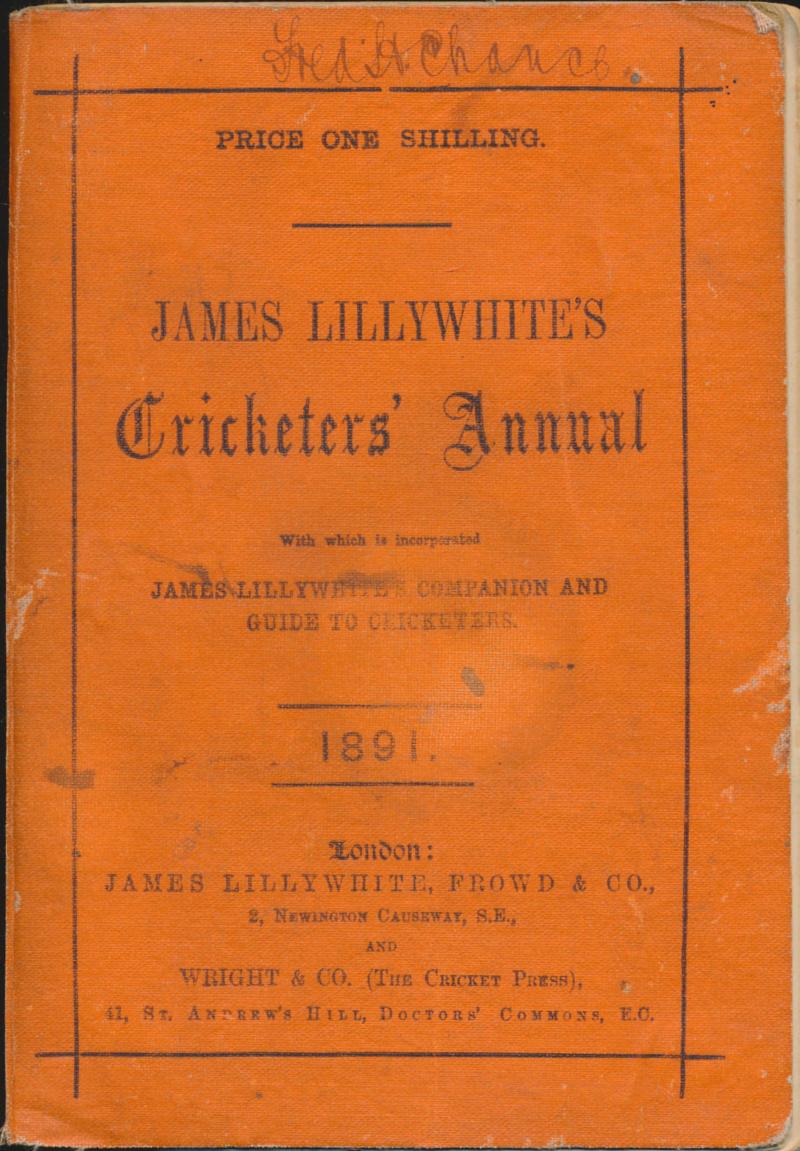 Fred H. Chance.
PRICE ONE SHILLING.
JAMES LILLYWHITE'S
Cricketers' Annual
With which is incorporated
JAMES LILLYWHITE'S COMPANION AND
GUIDE TO CRICKETERS.
1891.
London:
JAMES LILLYWHITE, FROWD & CO.,
2, NEWINGTON CAUSEWAY, S.E.,
AND
WRIGHT & CO. (THE CRICKET PRESS),
41, ST. ANDREW'S HILL, DOCTORS' COMMONS, E.C.